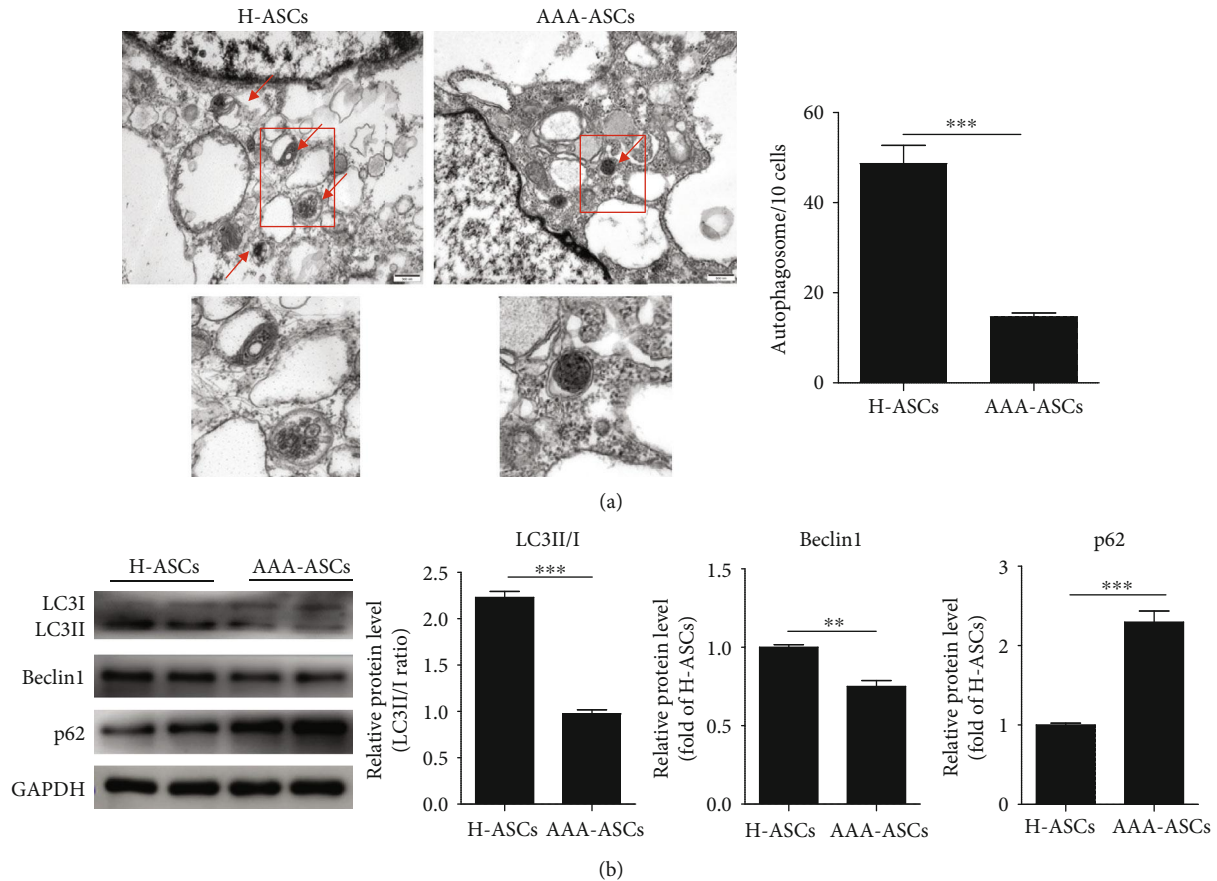 H-ASCs
AAA-ASCs
Autophagosome/10 cells
60
40
20
0
***
H-ASCs
AAA-ASCs
(a)
H-ASCs
AAA-ASCs
LC3I
LC3II
Beclin1
p62
GAPDH
LC3II/I
Relative protein level
(LC3II/I ratio)
2.5
2.0
1.5
1.0
0.5
0.0
***
H-ASCs
AAA-ASCs
Beclin1
Relative protein level
(fold of H-ASCs)
1.5
1.0
0.5
0.0
**
H-ASCs
AAA-ASCs
p62
Relative protein level
(fold of H-ASCs)
3
2
1
0
***
H-ASCs
AAA-ASCs
(b)